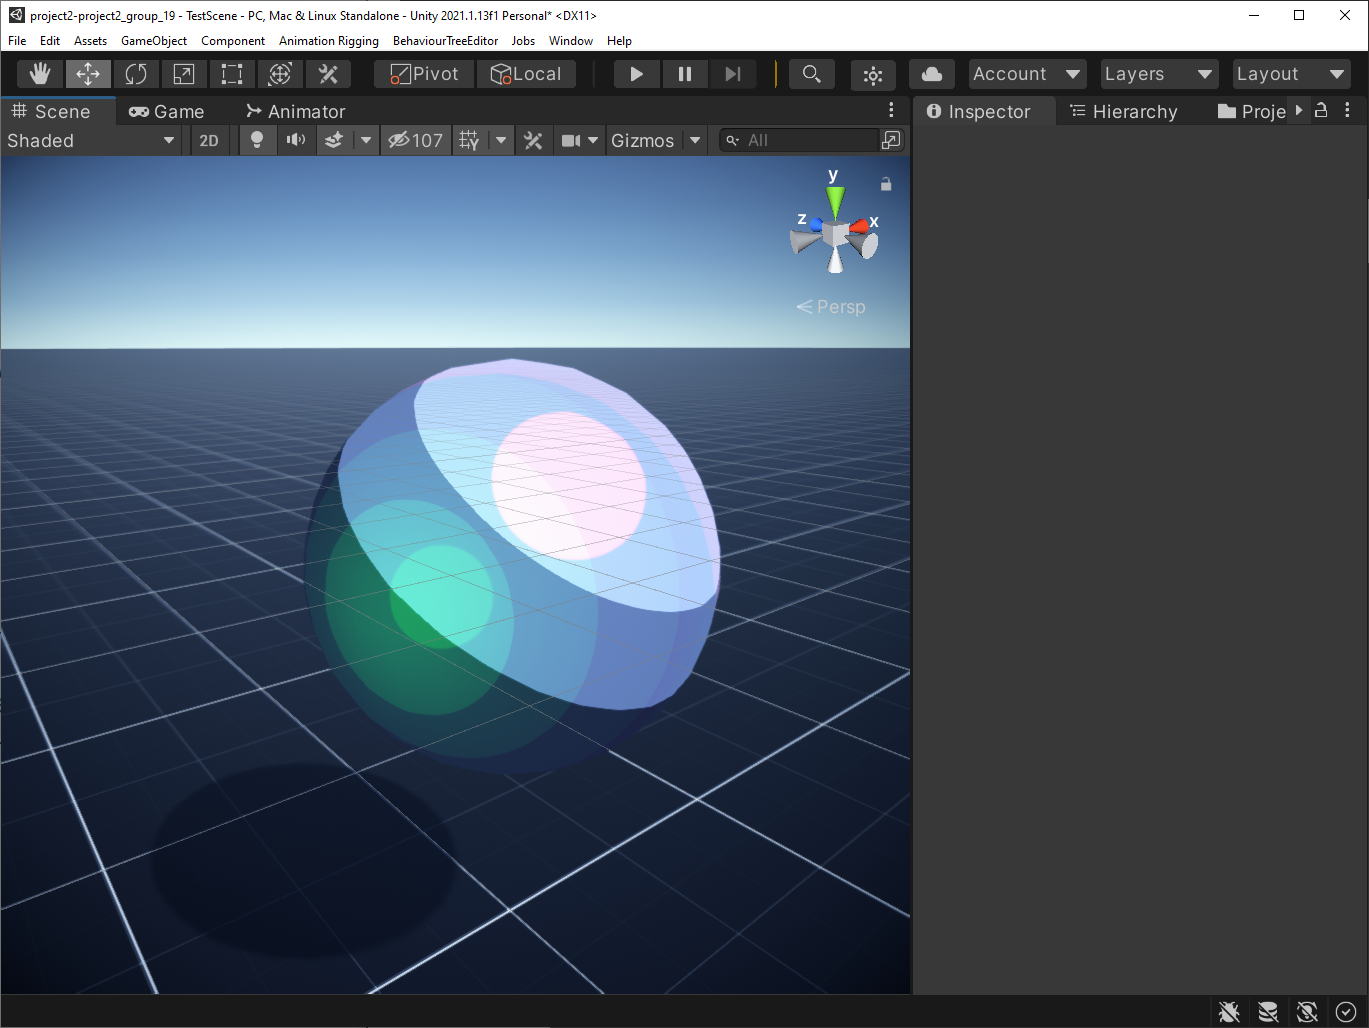 project2-project2_group_19 - TestScene - PC, Mac & Linux Standalone - Unity 2021.1.13f1 Personal* <DX11>
File Edit Assets GameObject Component Animation Rigging BehaviourTreeEditor Jobs Window Help
Pivot Local Account Layers Layout
Scene Game Animator Inspector Hierarchy Proje
Shaded 2D 107 Gizmos All
y
z x
Persp